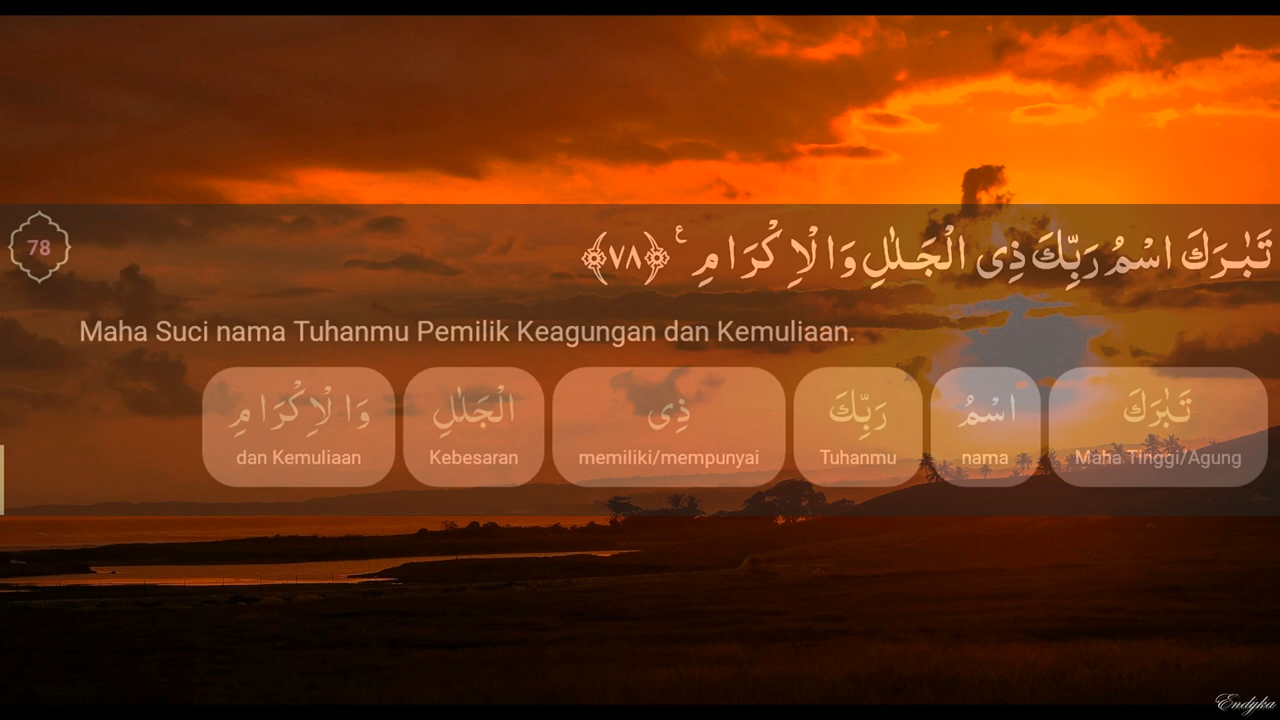 تَبٰرَكَ اسْمُ رَبِّكَ ذِى الْجَـلٰلِ وَالْاِكْرَامِ ۧ ﴿٧٨﴾
78
Maha Suci nama Tuhanmu Pemilik Keagungan dan Kemuliaan.
تَبٰرَكَ اسْمُ رَبِّكَ ذِى الْجَلٰلِ وَالْاِكْرَامِ
Maha Tinggi/Agung nama Tuhanmu memiliki/mempunyai Kebesaran dan Kemuliaan
Endyka